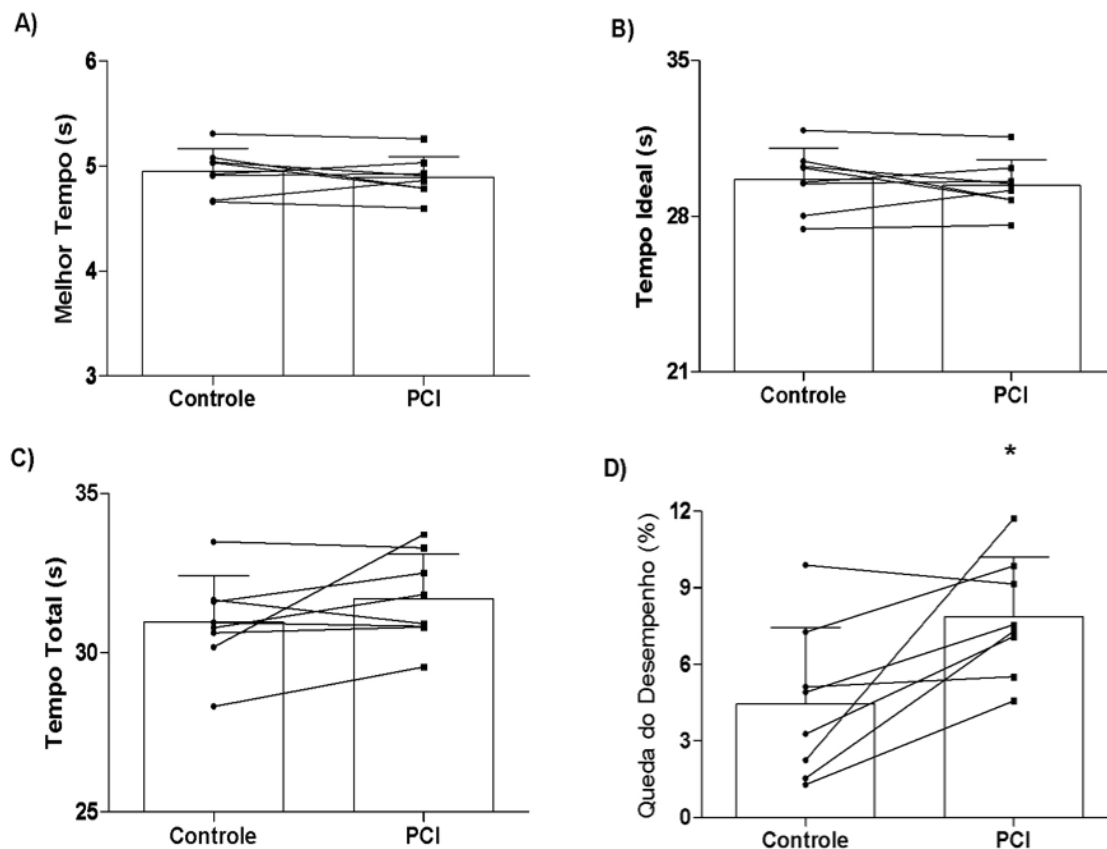 A)
Melhor Tempo (s)
6
5
4
3
Controle PCI
B)
Tempo Ideal (s)
35
28
21
Controle PCI
C)
Tempo Total (s)
35
30
25
Controle PCI
D)
*
Queda do Desempenho (%)
12
9
6
3
0
Controle PCI